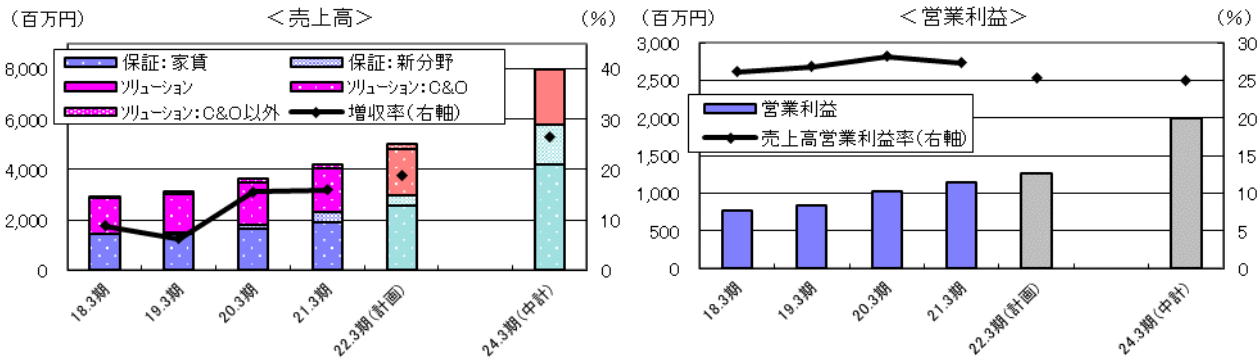 （百万円）
＜売上高＞
（％）
8,000
6,000
4,000
2,000
0
40
30
20
10
0
保証：家賃
保証：新分野
ソリューション
ソリューション：C&O
ソリューション：C&O以外
増収率（右軸）
18.3期
19.3期
20.3期
21.3期
22.3期（計画）
24.3期（中計）
（百万円）
＜営業利益＞
（％）
3,000
2,500
2,000
1,500
1,000
500
0
30
25
20
15
10
5
0
営業利益
売上高営業利益率（右軸）
18.3期
19.3期
20.3期
21.3期
22.3期（計画）
24.3期（中計）